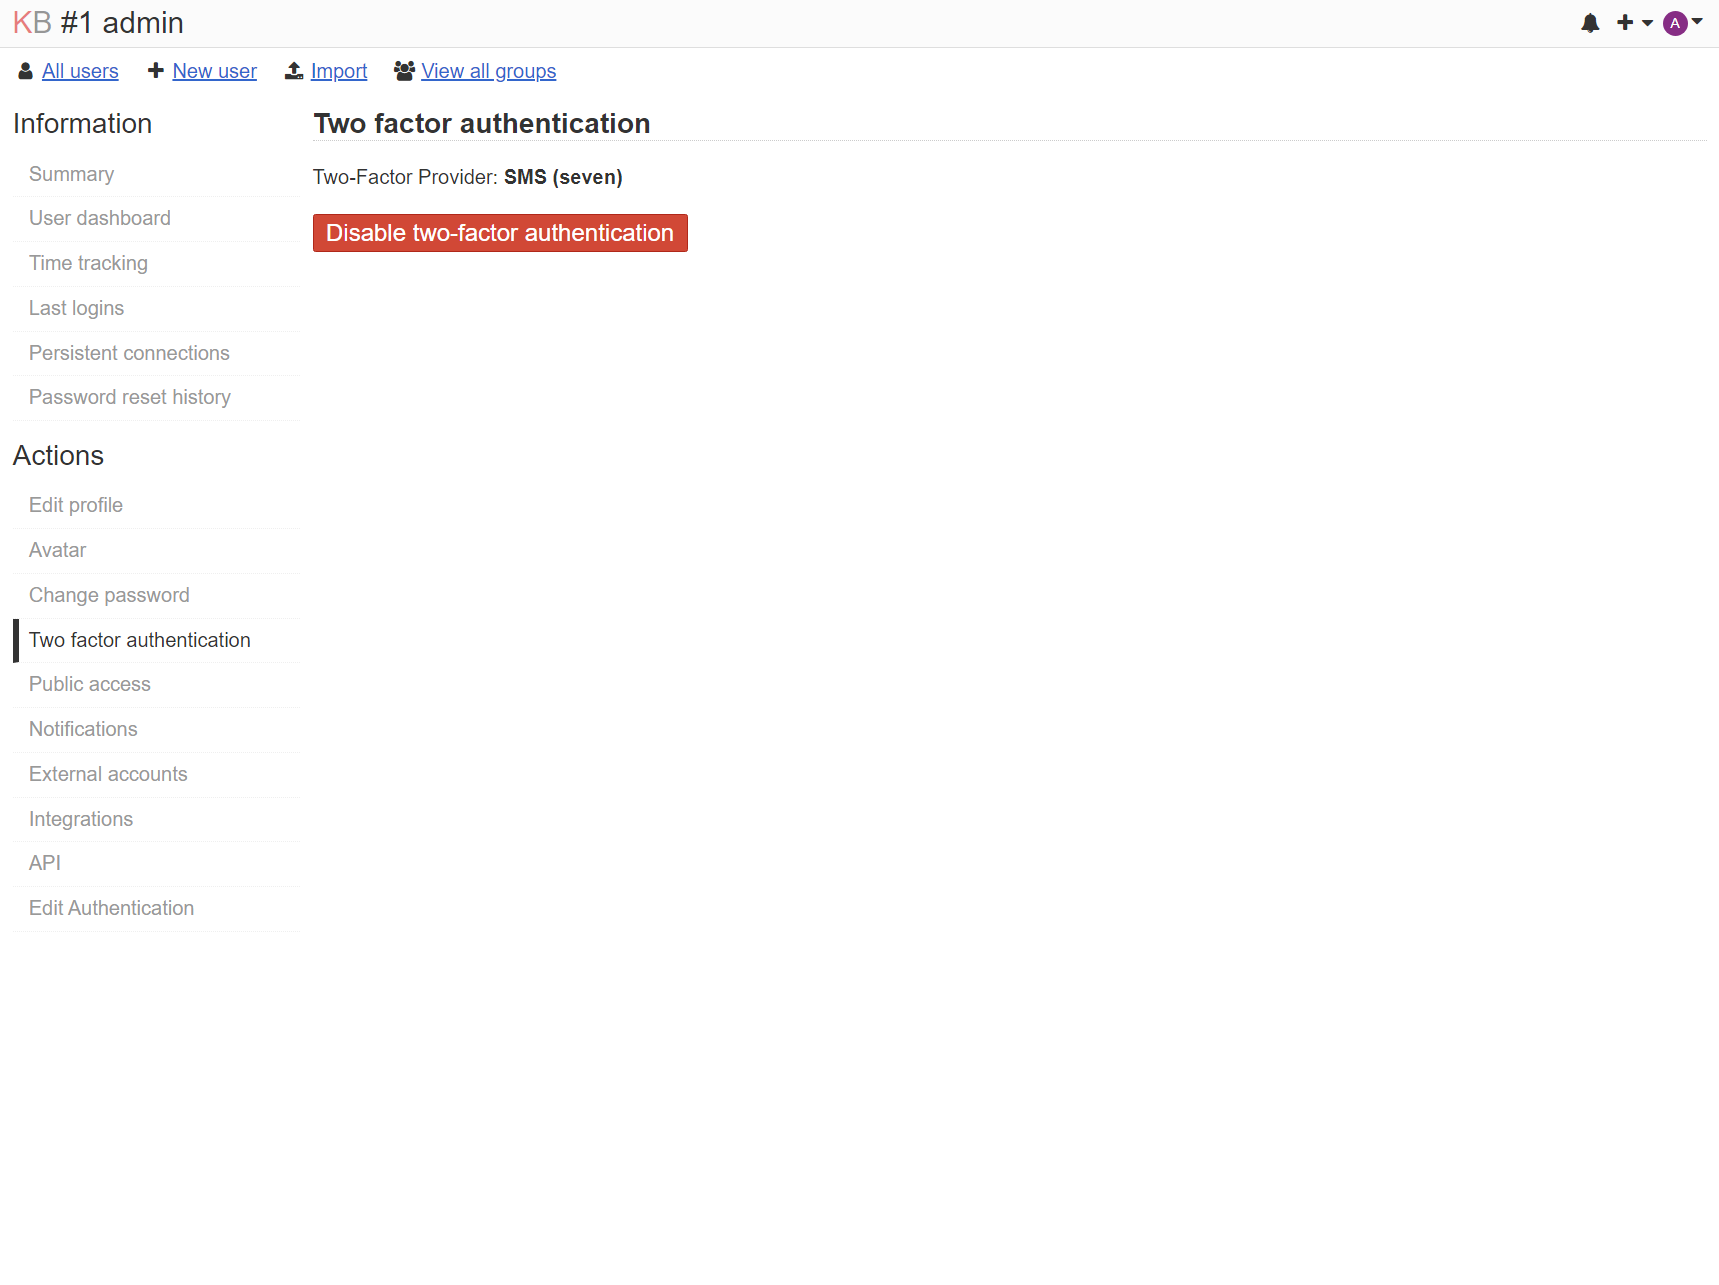 KB #1 admin
A
All users New user Import View all groups
Information
Summary
User dashboard
Time tracking
Last logins
Persistent connections
Password reset history
Actions
Edit profile
Avatar
Change password
Two factor authentication
Public access
Notifications
External accounts
Integrations
API
Edit Authentication
Two factor authentication
Two-Factor Provider: SMS (seven)
Disable two-factor authentication